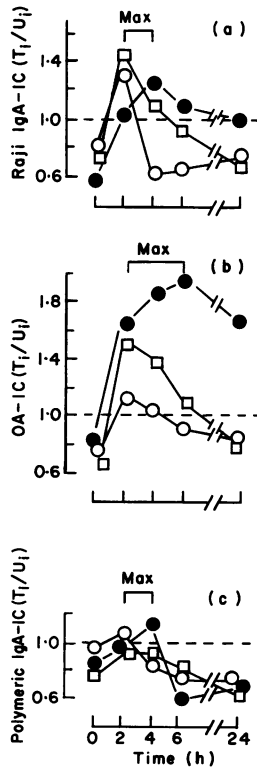 Max
(a)
Raji IgA-IC (Ti/Ui)
1·4
1·0
0·6
Max
(b)
OA-IC (Ti/Ui)
1·8
1·4
1·0
0·6
Max
(c)
Polymeric IgA-IC (Ti/Ui)
1·0
0·6
0 2 4 6 24
Time (h)